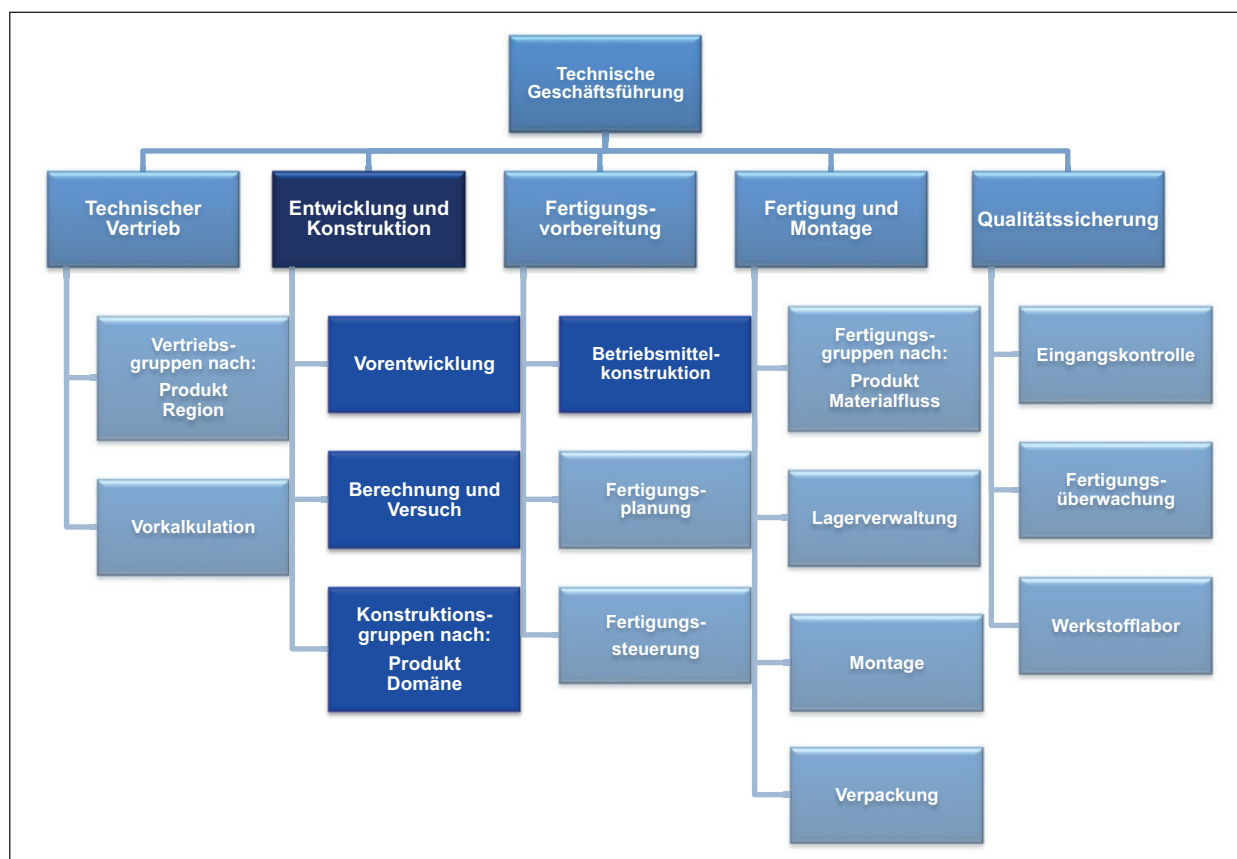 Technische
Geschäftsführung
Technischer
Vertrieb
Entwicklung und
Konstruktion
Fertigungs-
vorbereitung
Fertigung und
Montage
Qualitätssicherung
Vertriebs-
gruppen nach:
Produkt
Region
Vorkalkulation
Vorentwicklung
Berechnung und
Versuch
Konstruktions-
gruppen nach:
Produkt
Domäne
Betriebsmittel-
konstruktion
Fertigungs-
planung
Fertigungs-
steuerung
Fertigungs-
gruppen nach:
Produkt
Materialfluss
Lagerverwaltung
Montage
Verpackung
Eingangskontrolle
Fertigungs-
überwachung
Werkstofflabor